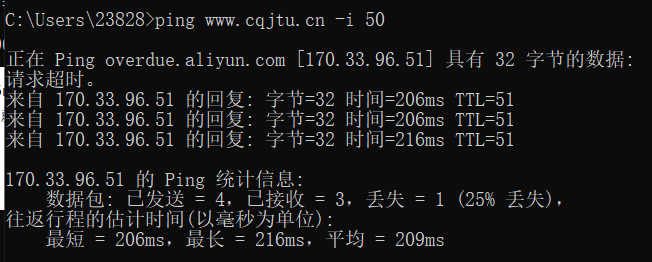 C:\Users\23828>ping www.cqjtu.cn -i 50
正在 Ping overdue.aliyun.com [170.33.96.51] 具有 32 字节的数据:
请求超时。
来自 170.33.96.51 的回复: 字节=32 时间=206ms TTL=51
来自 170.33.96.51 的回复: 字节=32 时间=206ms TTL=51
来自 170.33.96.51 的回复: 字节=32 时间=216ms TTL=51
170.33.96.51 的 Ping 统计信息:
数据包: 已发送 = 4，已接收 = 3，丢失 = 1 (25% 丢失)，
往返行程的估计时间(以毫秒为单位):
最短 = 206ms，最长 = 216ms，平均 = 209ms